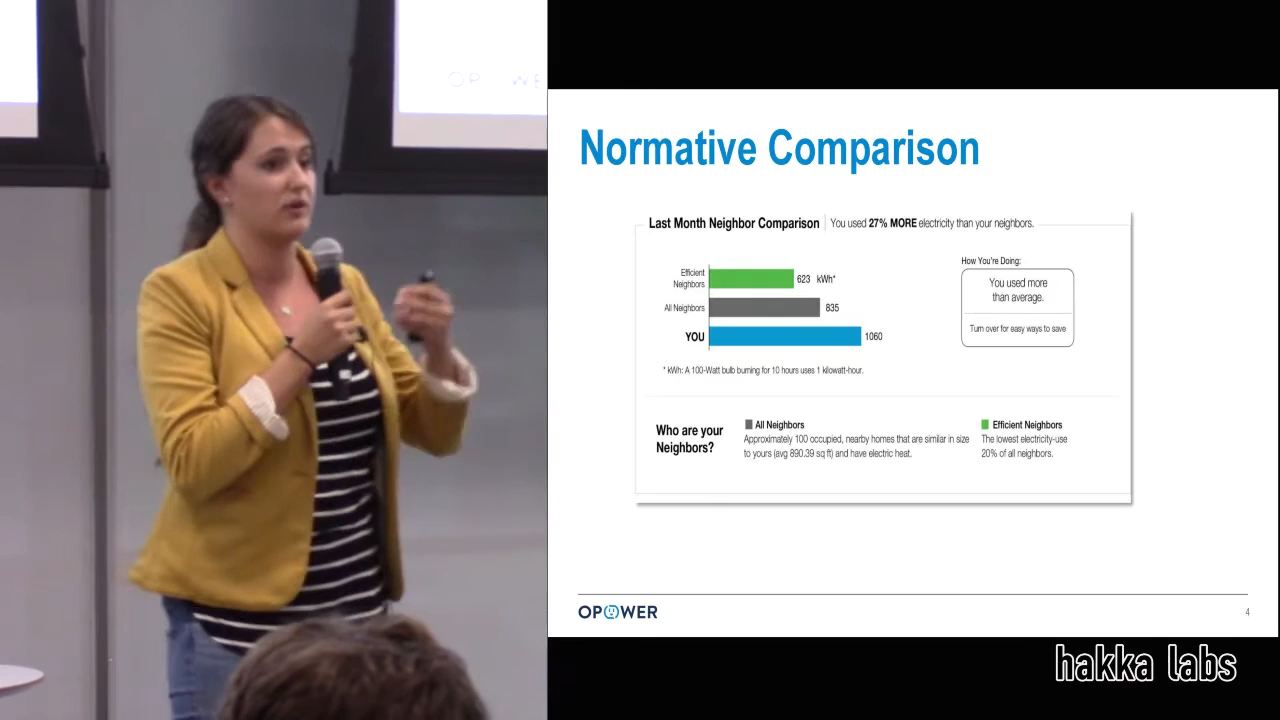 OP WE
Normative Comparison
Last Month Neighbor Comparison | You used 27% MORE electricity than your neighbors.
Efficient
Neighbors
623 kWh*
All Neighbors
835
YOU
1060
* kWh: A 100-Watt bulb burning for 10 hours uses 1 kilowatt-hour.
How You're Doing:
You used more
than average.
Turn over for easy ways to save
Who are your
Neighbors?
All Neighbors
Approximately 100 occupied, nearby homes that are similar in size
to yours (avg 890.39 sq ft) and have electric heat.
Efficient Neighbors
The lowest electricity-use
20% of all neighbors.
OPOWER
4
hakka labs